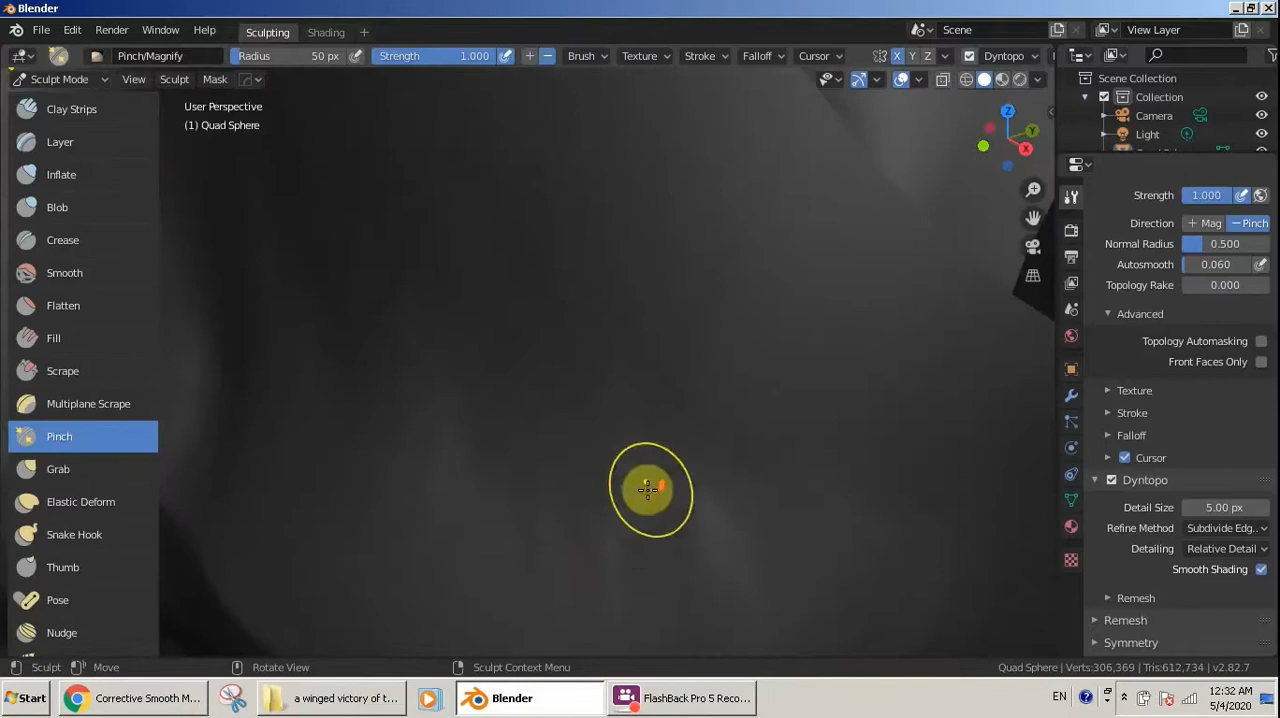 Blender
File Edit Render Window Help Sculpting Shading + Scene View Layer
Pinch/Magnify Radius 50 px Strength 1.000 Brush Texture Stroke Falloff Cursor X Y Z Dyntopo
Sculpt Mode View Sculpt Mask
Scene Collection
Collection
Camera
Light
User Perspective
(1) Quad Sphere
Z
Y
X
Clay Strips
Layer
Inflate
Blob
Crease
Smooth
Flatten
Fill
Scrape
Multiplane Scrape
Pinch
Grab
Elastic Deform
Snake Hook
Thumb
Pose
Nudge
Strength 1.000
Direction + Mag − Pinch
Normal Radius 0.500
Autosmooth 0.060
Topology Rake 0.000
Advanced
Topology Automasking
Front Faces Only
Texture
Stroke
Falloff
Cursor
Dyntopo
Detail Size 5.00 px
Refine Method Subdivide Edg..
Detailing Relative Detail
Smooth Shading
Remesh
Remesh
Symmetry
Sculpt Move Rotate View Sculpt Context Menu Quad Sphere | Verts:306,369 | Tris:612,734 | v2.82.7
Start Corrective Smooth M... a winged victory of t... Blender FlashBack Pro 5 Reco... EN 12:32 AM
5/4/2020